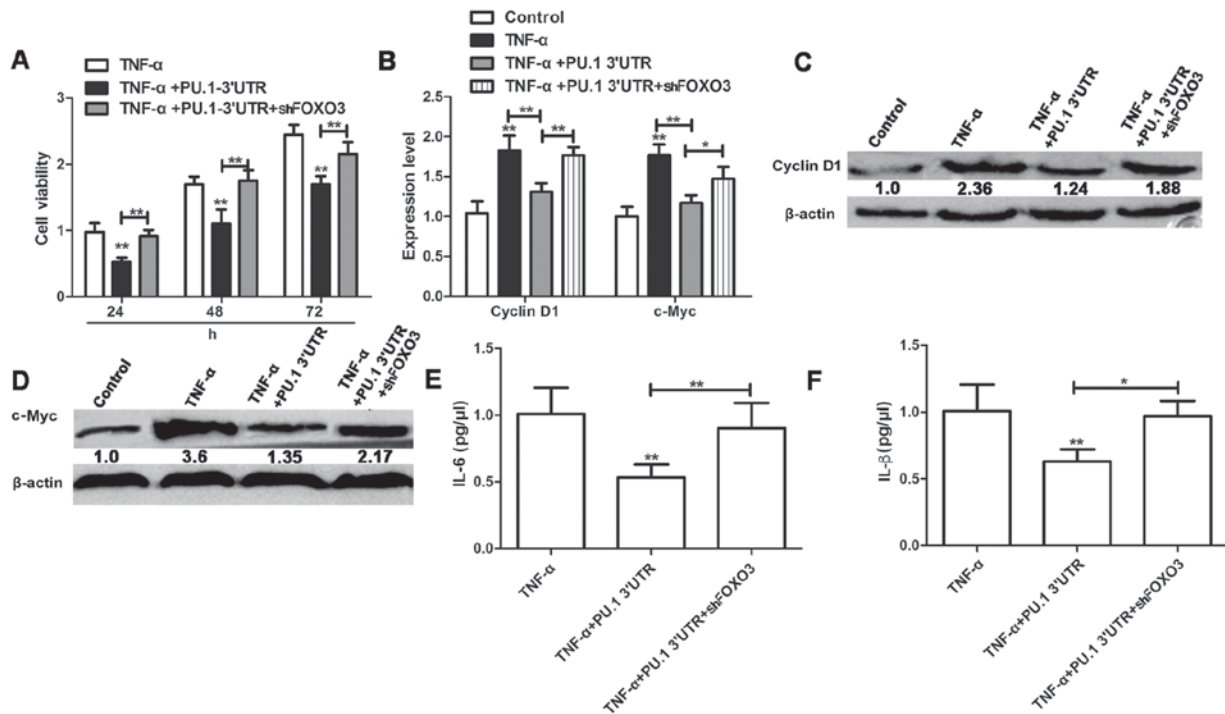 A
TNF-α
TNF-α +PU.1-3'UTR
TNF-α +PU.1-3'UTR+shFOXO3
Cell viability
3
2
1
0
**
**
**
**
**
**
24 48 72
h
B
Control
TNF-α
TNF-α +PU.1 3'UTR
TNF-α +PU.1 3'UTR+shFOXO3
Expression level
2.5
2.0
1.5
1.0
0.5
0.0
**
**
**
**
**
*
Cyclin D1 c-Myc
C
Control
TNF-α
TNF-α
+PU.1 3'UTR
TNF-α
+PU.1 3'UTR
+shFOXO3
Cyclin D1
1.0 2.36 1.24 1.88
β-actin
D
Control
TNF-α
TNF-α
+PU.1 3'UTR
TNF-α
+PU.1 3'UTR
+shFOXO3
c-Myc
1.0 3.6 1.35 2.17
β-actin
E
IL-6 (pg/μl)
1.5
1.0
0.5
0.0
**
**
TNF-α
TNF-α+PU.1 3'UTR
TNF-α+PU.1 3'UTR+shFOXO3
F
IL-β(pg/μl)
1.5
1.0
0.5
0.0
*
**
TNF-α
TNF-α+PU.1 3'UTR
TNF-α+PU.1 3'UTR+shFOXO3